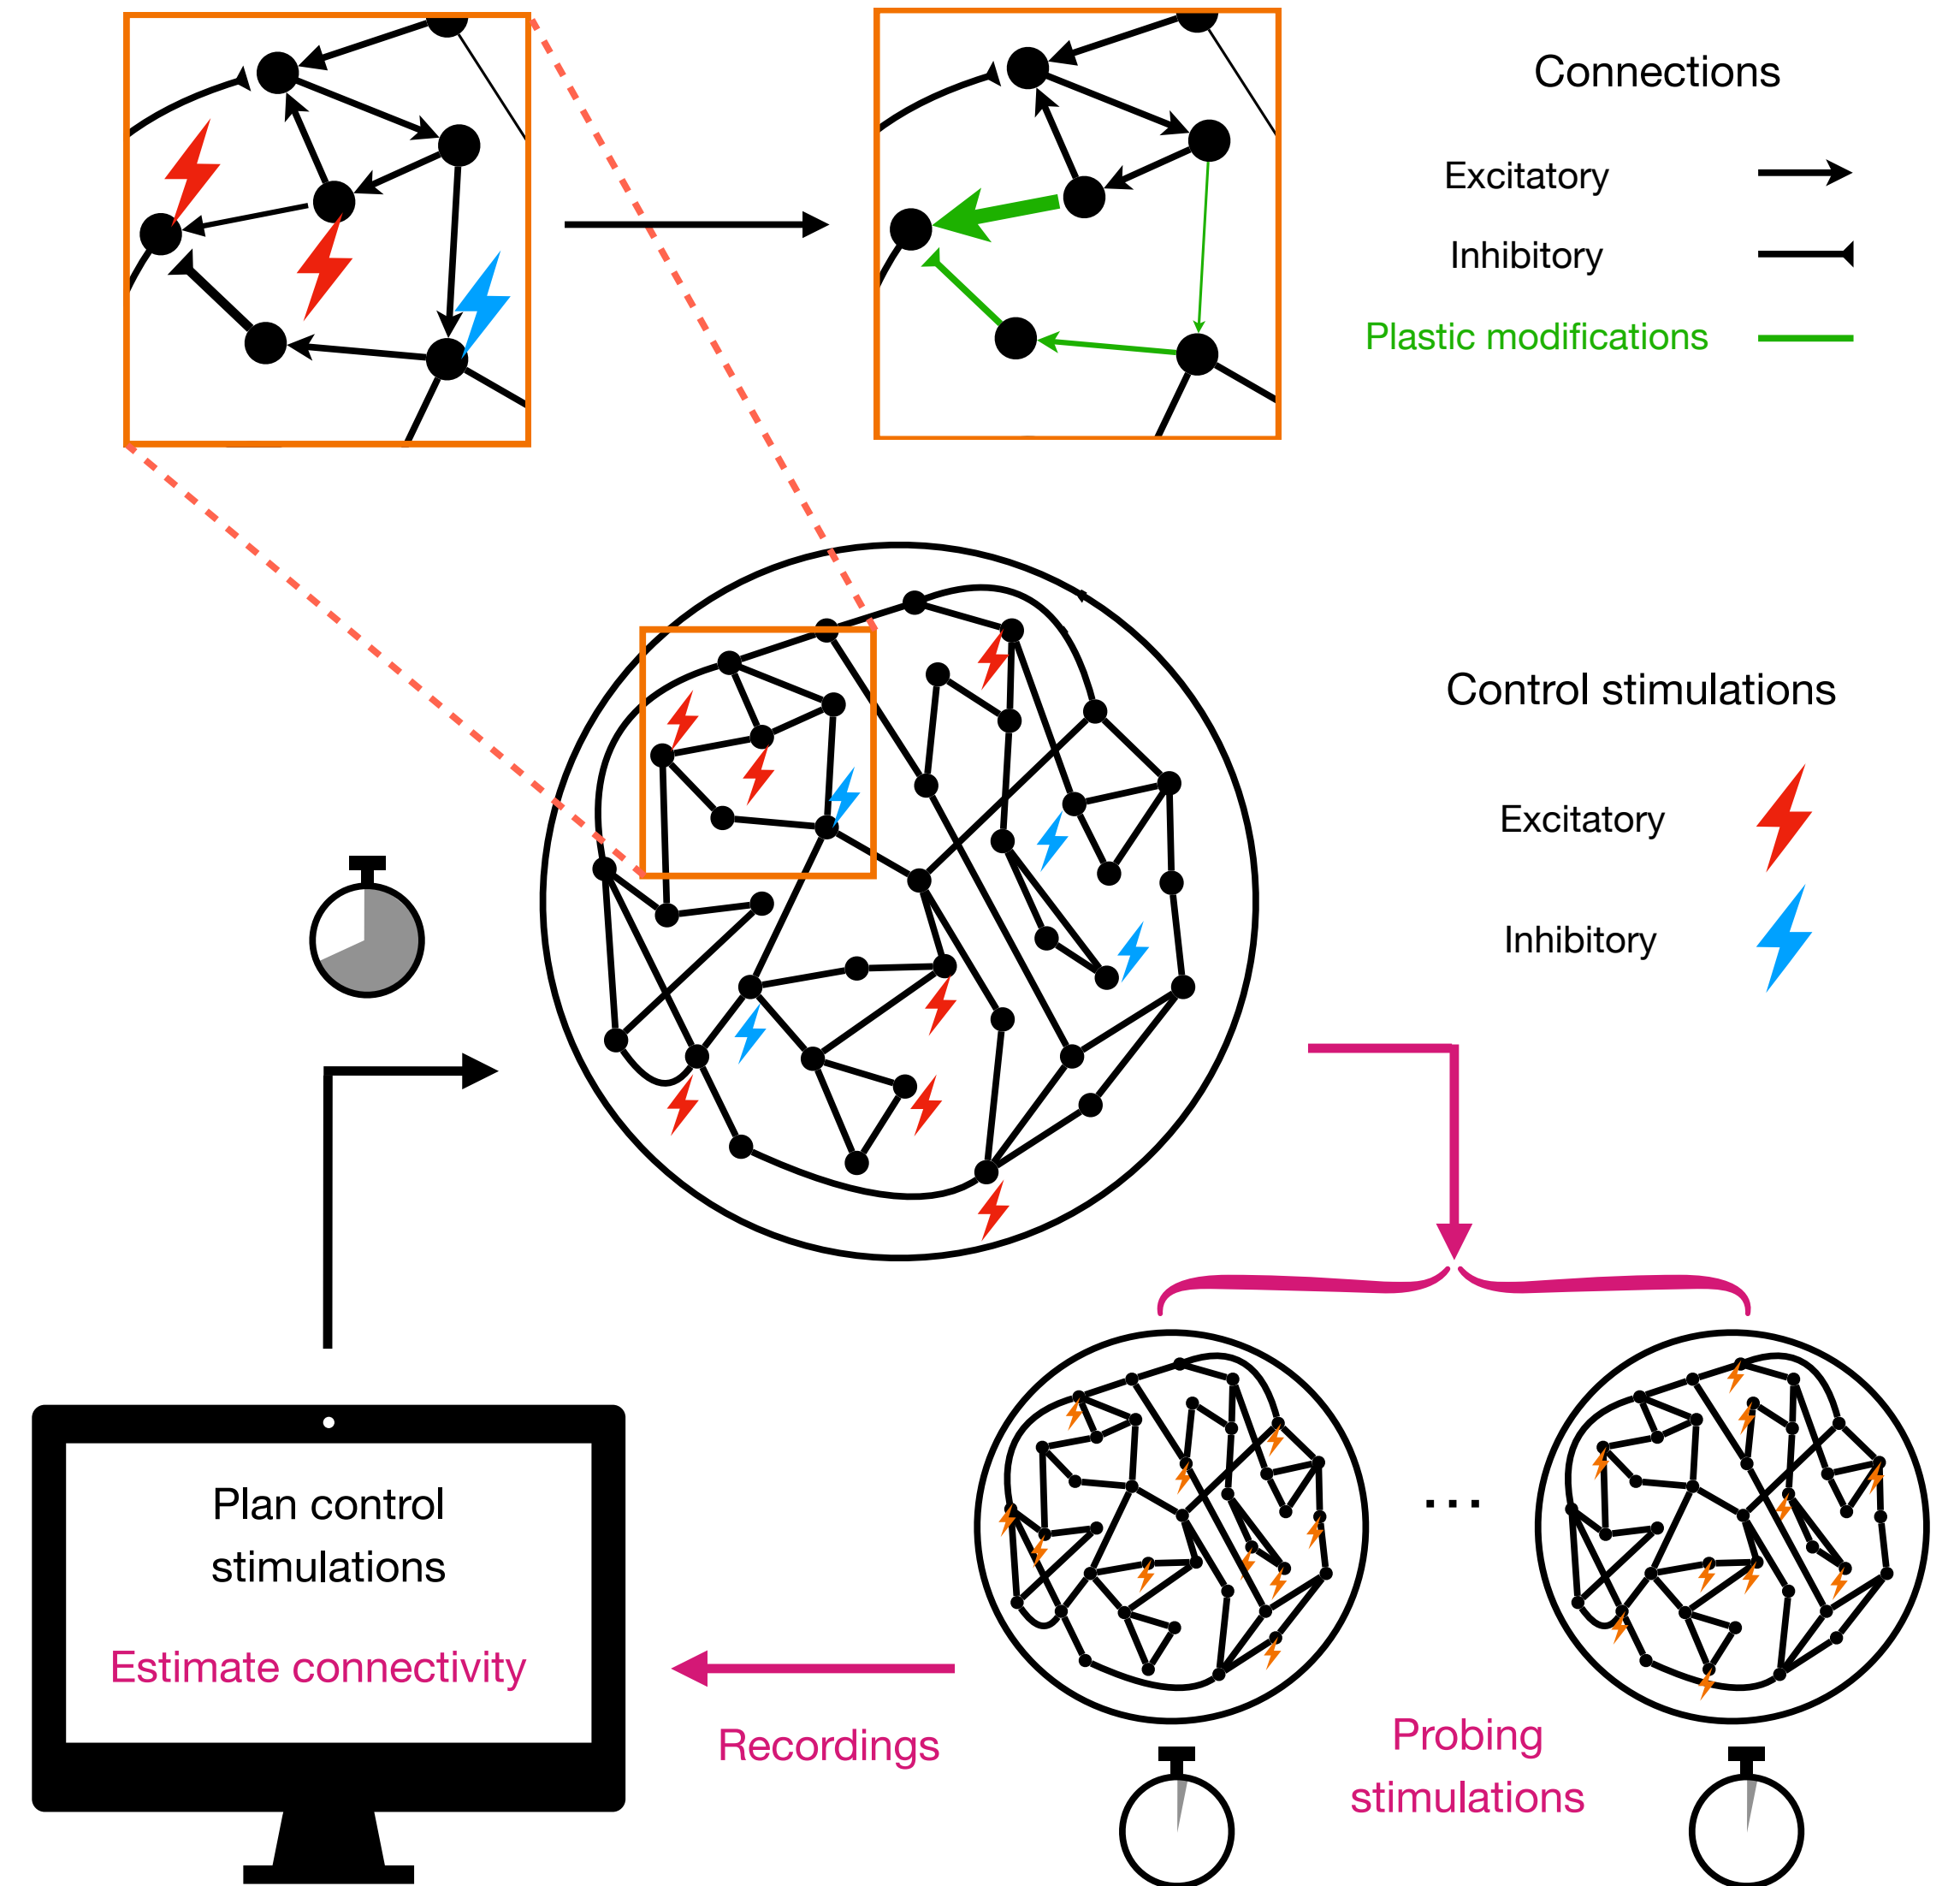 Connections
Excitatory
Inhibitory
Plastic modifications
Control stimulations
Excitatory
Inhibitory
Plan control
stimulations
Estimate connectivity
Recordings
Probing
stimulations
...